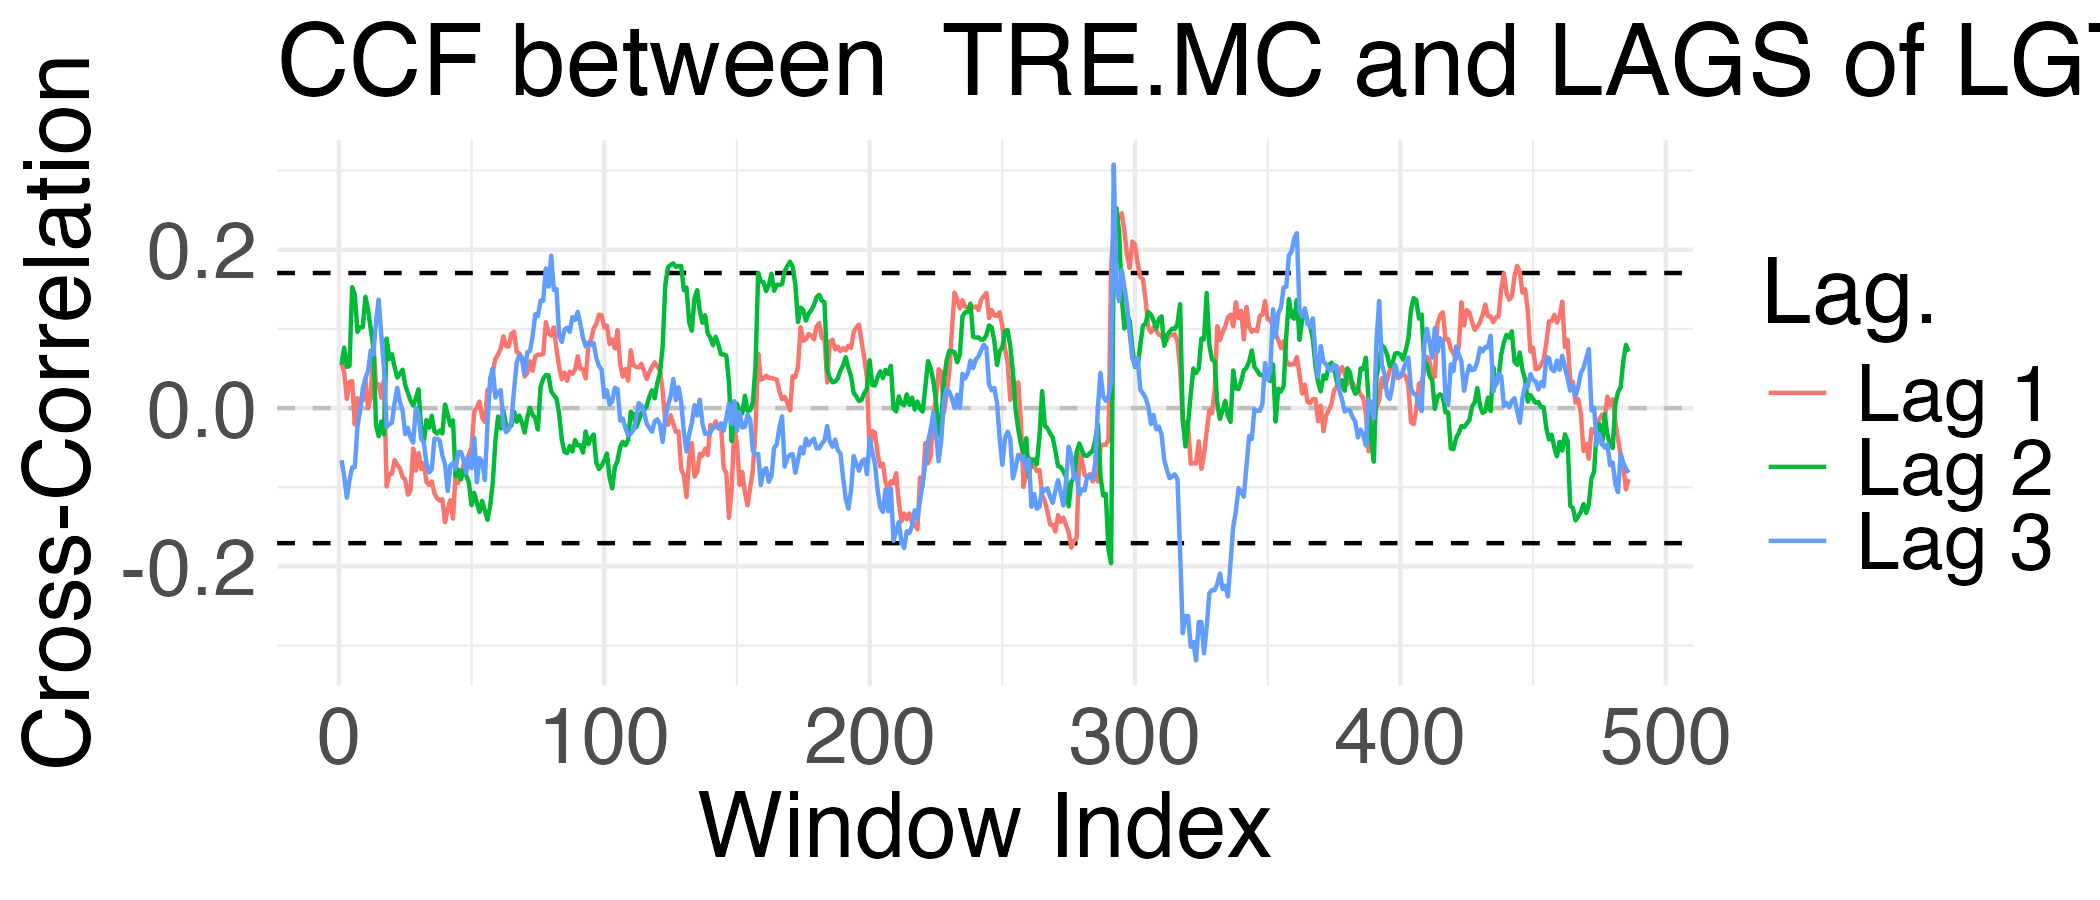 CCF between  TRE.MC and LAGS of LGT
Cross-Correlation
0.2
0.0
-0.2
0
100
200
300
400
500
Window Index
Lag.
Lag 1
Lag 2
Lag 3